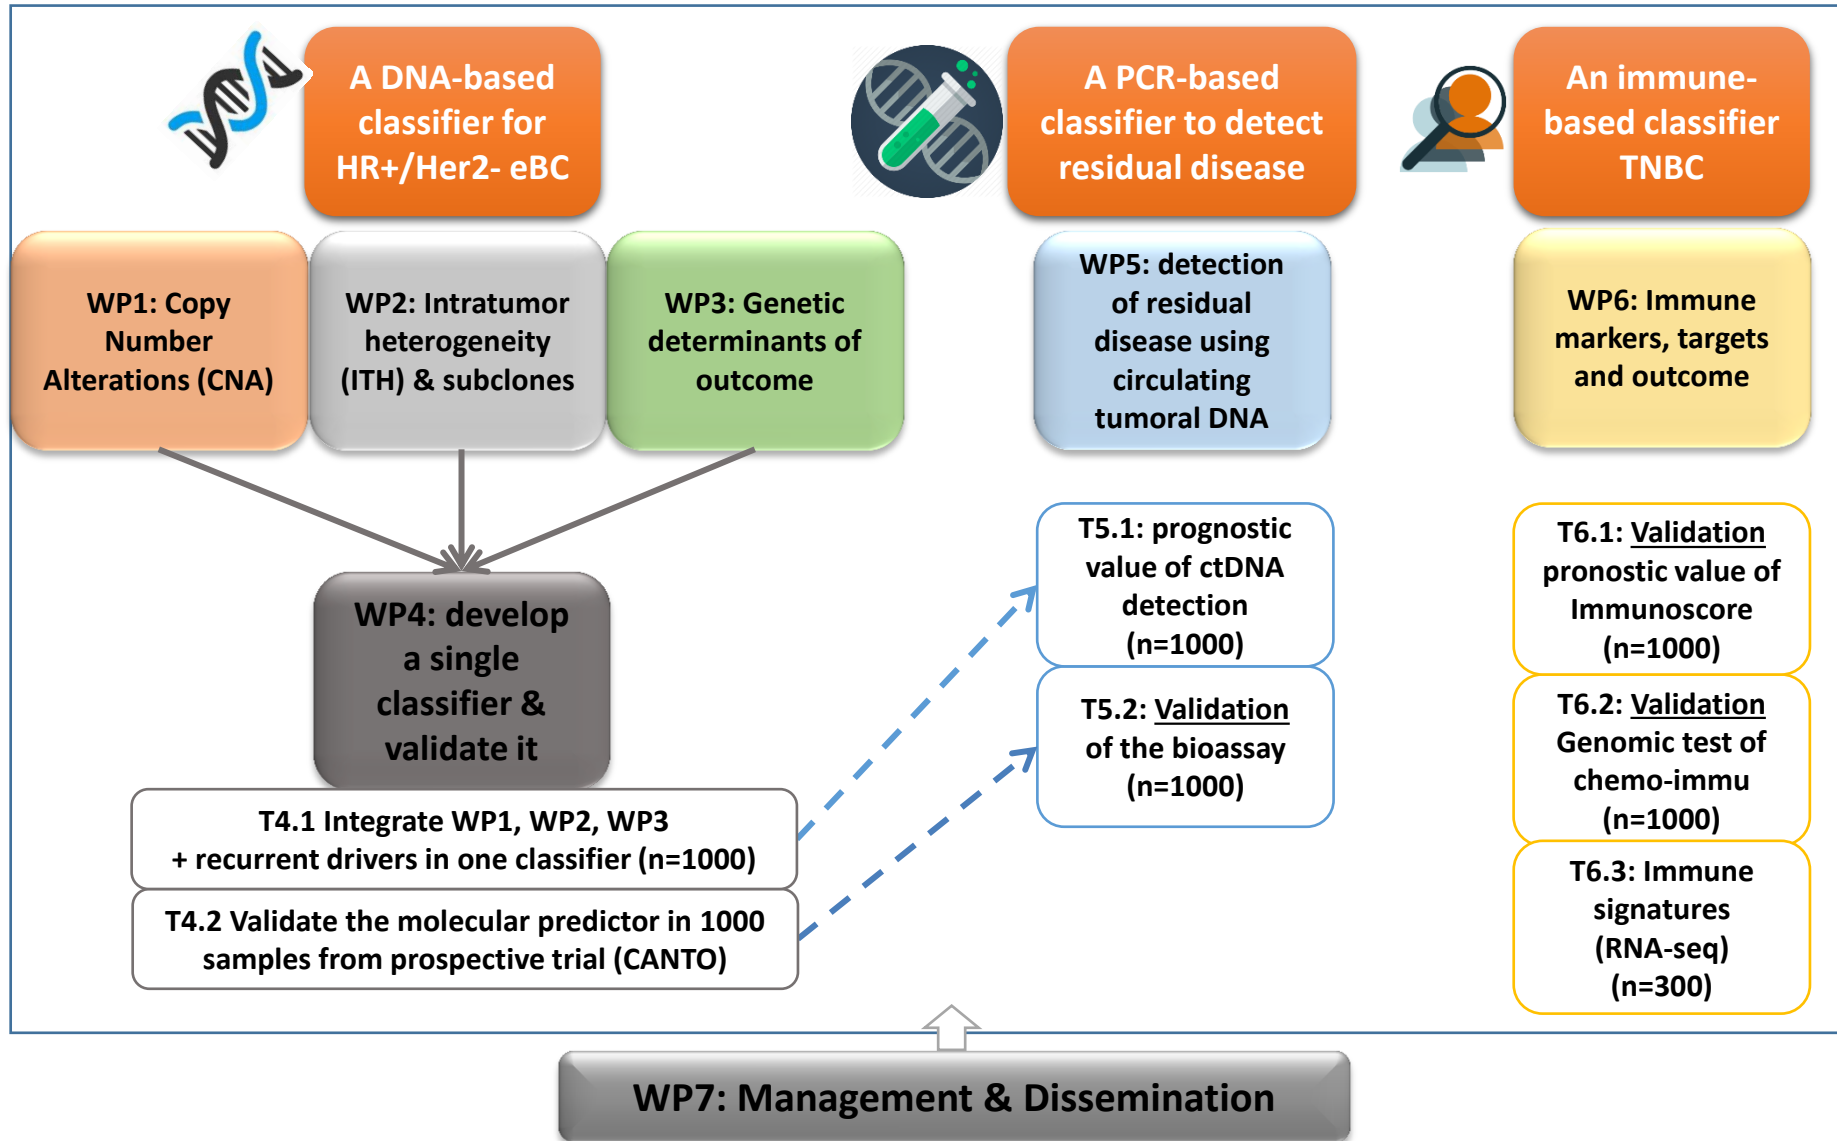 A DNA-based
classifier for
HR+/Her2- eBC
A PCR-based
classifier to detect
residual disease
An immune-
based classifier
TNBC
WP1: Copy
Number
Alterations (CNA)
WP2: Intratumor
heterogeneity
(ITH) & subclones
WP3: Genetic
determinants of
outcome
WP5: detection
of residual
disease using
circulating
tumoral DNA
WP6: Immune
markers, targets
and outcome
WP4: develop
a single
classifier &
validate it
T4.1 Integrate WP1, WP2, WP3
+ recurrent drivers in one classifier (n=1000)
T4.2 Validate the molecular predictor in 1000
samples from prospective trial (CANTO)
T5.1: prognostic
value of ctDNA
detection
(n=1000)
T5.2: Validation
of the bioassay
(n=1000)
T6.1: Validation
pronostic value of
Immunoscore
(n=1000)
T6.2: Validation
Genomic test of
chemo-immu
(n=1000)
T6.3: Immune
signatures
(RNA-seq)
(n=300)
WP7: Management & Dissemination